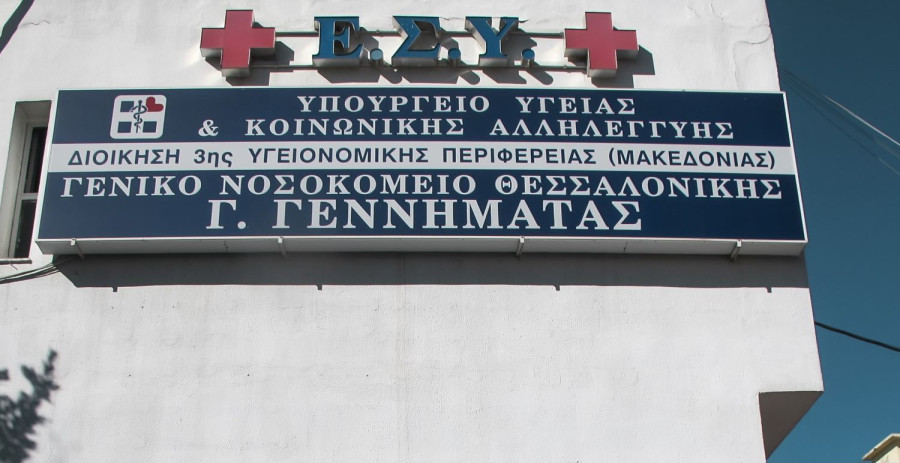 Ε.Σ.Υ.
ΥΠΟΥΡΓΕΙΟ ΥΓΕΙΑΣ
& ΚΟΙΝΩΝΙΚΗΣ ΑΛΛΗΛΕΓΓΥΗΣ
ΔΙΟΙΚΗΣΗ 3ης ΥΓΕΙΟΝΟΜΙΚΗΣ ΠΕΡΙΦΕΡΕΙΑΣ (ΜΑΚΕΔΟΝΙΑΣ)
ΓΕΝΙΚΟ ΝΟΣΟΚΟΜΕΙΟ ΘΕΣΣΑΛΟΝΙΚΗΣ
Γ. ΓΕΝΝΗΜΑΤΑΣ